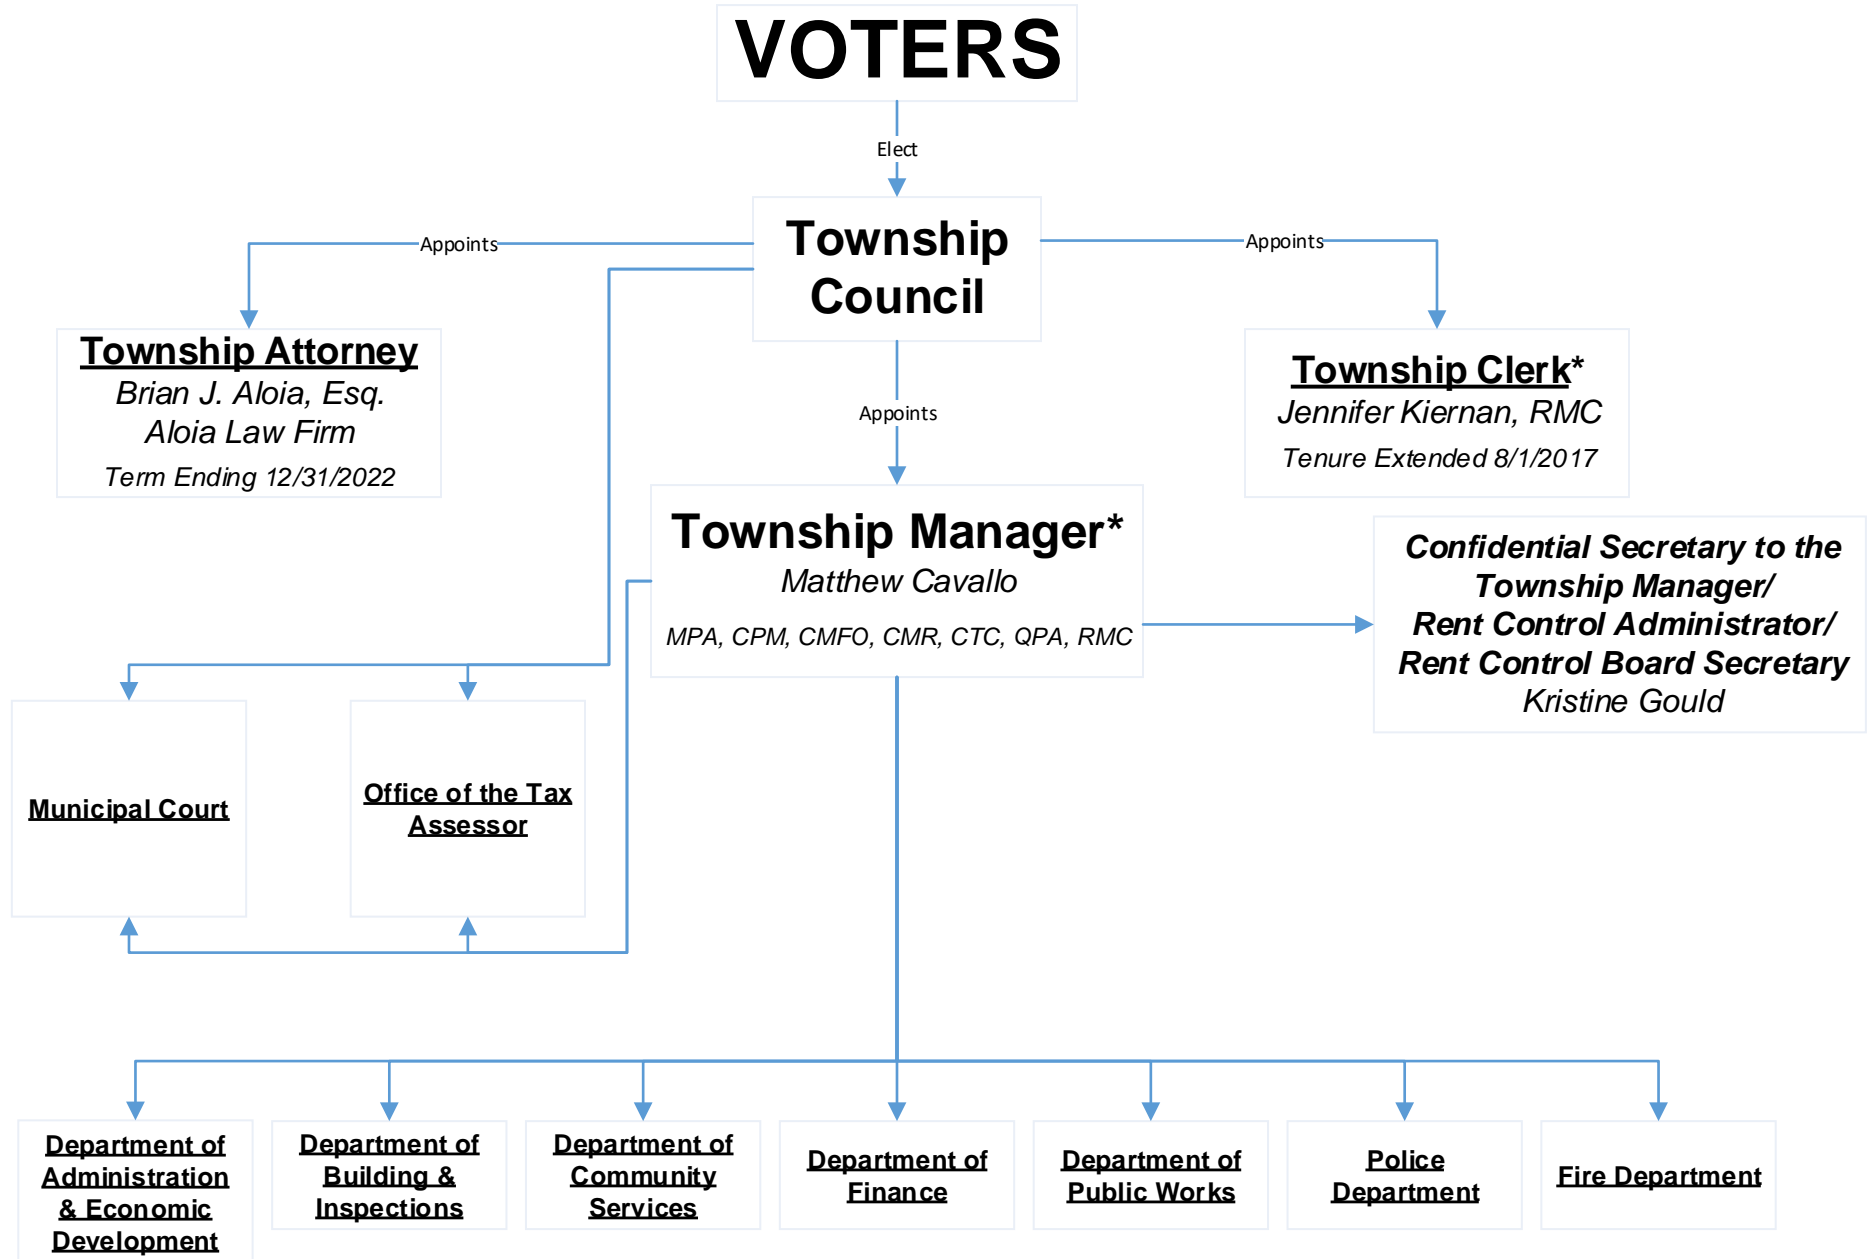 VOTERS
Elect
Township
Council
Appoints
Appoints
Appoints
Township Attorney
Brian J. Aloia, Esq.
Aloia Law Firm
Term Ending 12/31/2022
Township Clerk*
Jennifer Kiernan, RMC
Tenure Extended 8/1/2017
Township Manager*
Matthew Cavallo
MPA, CPM, CMFO, CMR, CTC, QPA, RMC
Confidential Secretary to the
Township Manager/
Rent Control Administrator/
Rent Control Board Secretary
Kristine Gould
Municipal Court
Office of the Tax
Assessor
Department of
Administration
& Economic
Development
Department of
Building &
Inspections
Department of
Community
Services
Department of
Finance
Department of
Public Works
Police
Department
Fire Department